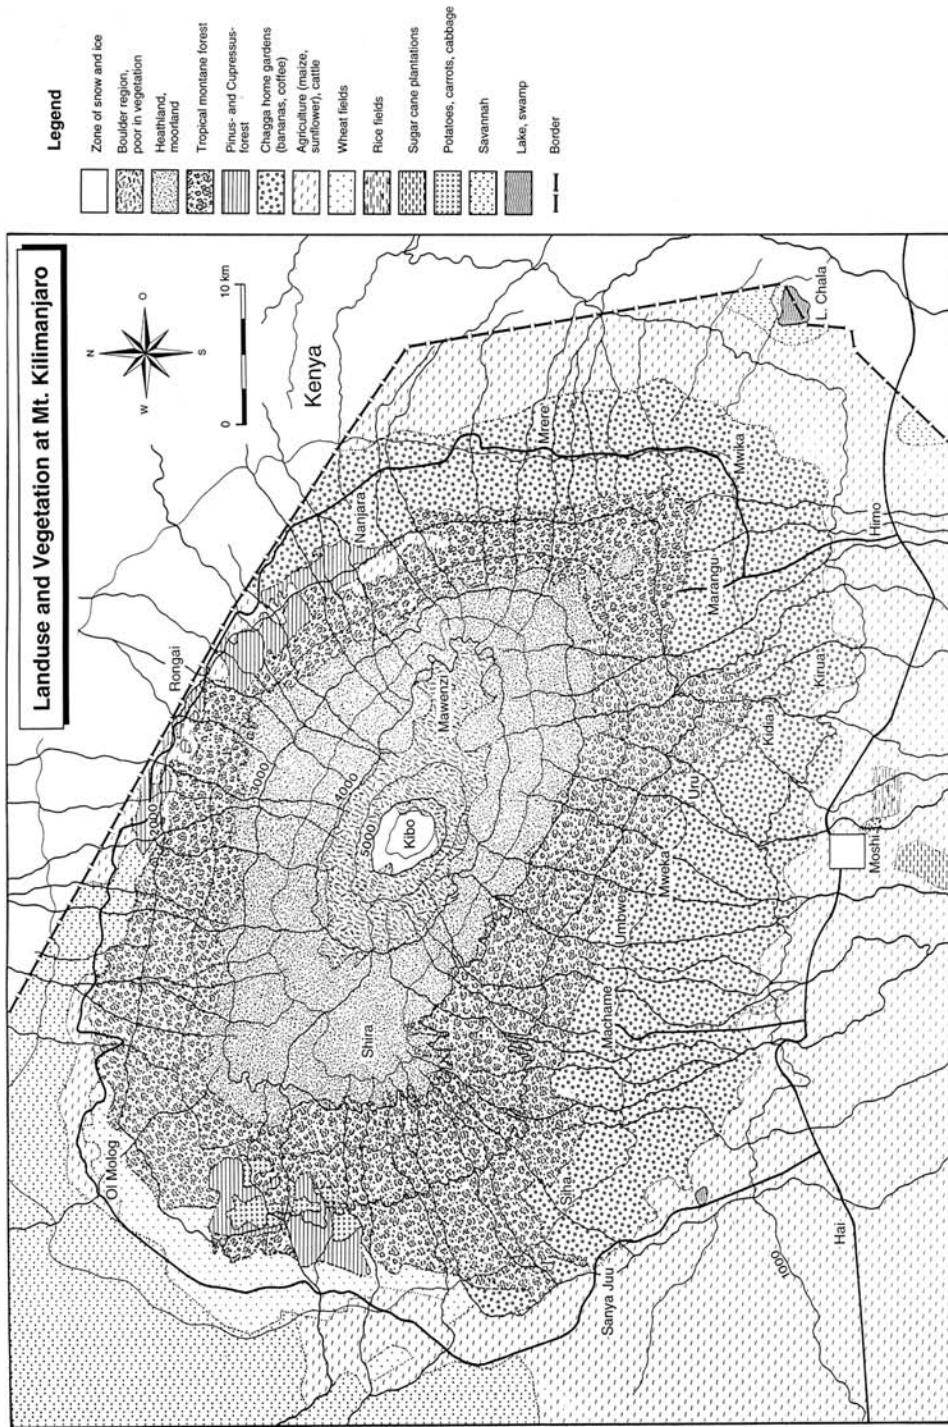 Landuse and Vegetation at Mt. Kilimanjaro
N
W
O
S
0
10 km
Kenya
Rongai
Ol Molog
Nanjara
2000
3000
4000
5000
Kibo
Mawenzi
Shira
Mrere
Mwika
Marangu
L. Chala
Himo
Kirua
Kidia
Uru
Mweka
Umbwe
Machame
Siha
Sanya Juu
Moshi
Hai
1000
Legend
Zone of snow and ice
Boulder region,
poor in vegetation
Heathland,
moorland
Tropical montane forest
Pinus- and Cupressus-
forest
Chagga home gardens
(bananas, coffee)
Agriculture (maize,
sunflower), cattle
Wheat fields
Rice fields
Sugar cane plantations
Potatoes, carrots, cabbage
Savannah
Lake, swamp
Border